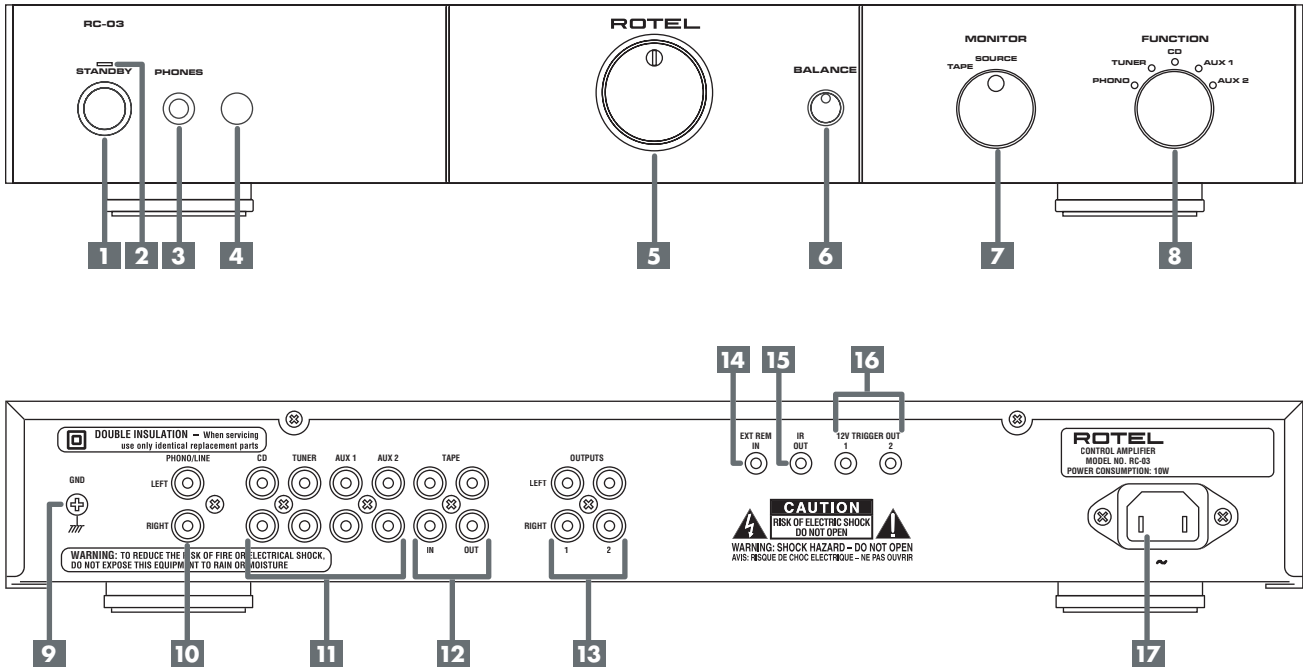 RC-03
STANDBY
PHONES
ROTEL
BALANCE
MONITOR
TAPE
SOURCE
FUNCTION
PHONO
TUNER
CD
AUX 1
AUX 2
1
2
3
4
5
6
7
8
14
15
16
DOUBLE INSULATION – When servicing
use only identical replacement parts
GND
PHONO/LINE
CD
TUNER
AUX 1
AUX 2
TAPE
OUTPUTS
LEFT
RIGHT
LEFT
RIGHT
IN
OUT
1
2
WARNING: TO REDUCE THE RISK OF FIRE OR ELECTRICAL SHOCK,
DO NOT EXPOSE THIS EQUIPMENT TO RAIN OR MOISTURE
EXT REM
IN
IR
OUT
12V TRIGGER OUT
1
2
CAUTION
RISK OF ELECTRIC SHOCK
DO NOT OPEN
WARNING: SHOCK HAZARD – DO NOT OPEN
AVIS: RISQUE DE CHOC ELECTRIQUE – NE PAS OUVRIR
ROTEL
CONTROL AMPLIFIER
MODEL NO. RC-03
POWER CONSUMPTION: 10W
~
9
10
11
12
13
17